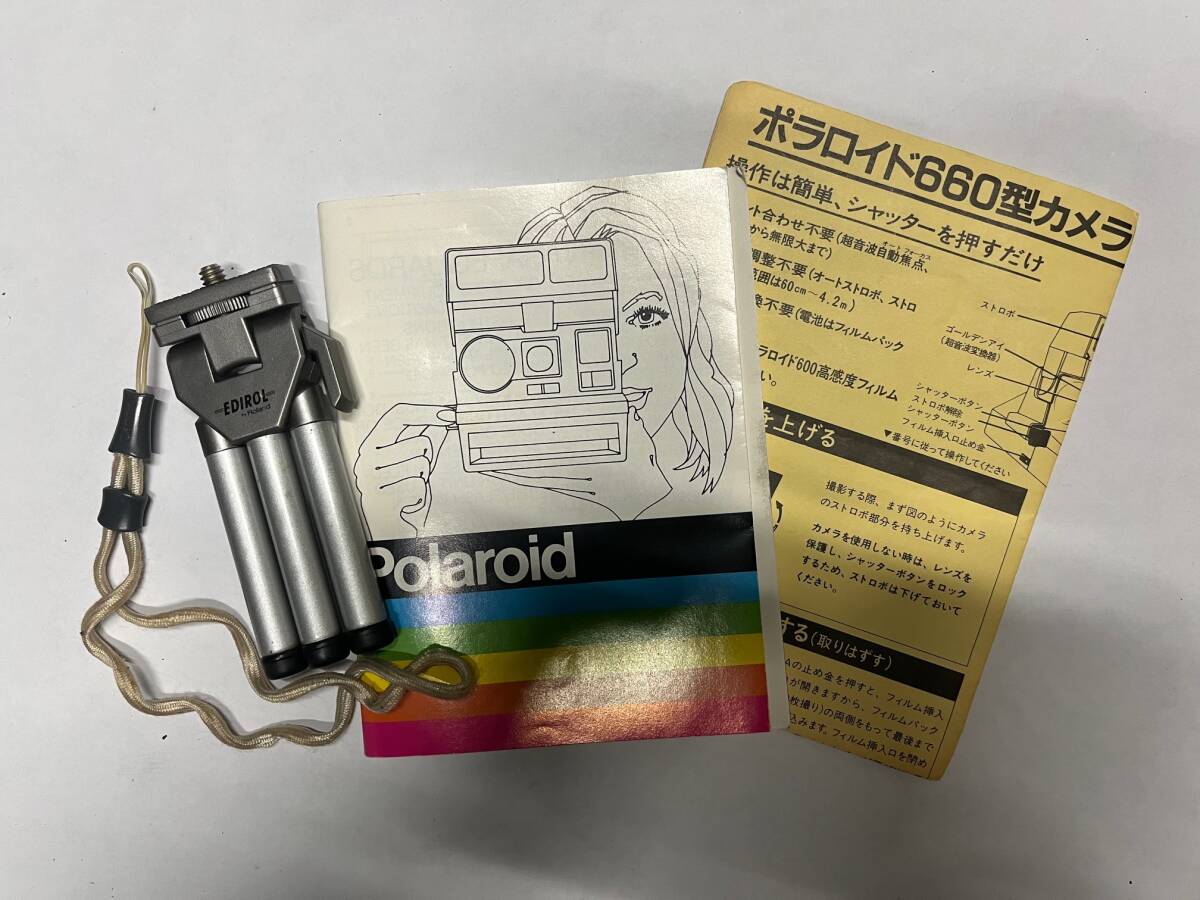 EDIROL
by Roland
Polaroid
ポラロイド660型カメラ
操作は簡単、シャッターを押すだけ
ント合わせ不要(超音波自動焦点、
オートフォーカス
から無限大まで)
調整不要(オートストロボ、ストロ
範囲は60cm〜4.2m)
換不要(電池はフィルムパック
ラロイド600高感度フィルム
い。
ストロボ
ゴールデンアイ
(超音波変換器)
レンズ
シャッターボタン
ストロボ解除
シャッターボタン
フィルム挿入口止め金
▼番号に従って操作してください
を上げる
撮影する際、まず図のようにカメラ
のストロボ部分を持ち上げます。
カメラを使用しない時は、レンズを
保護し、シャッターボタンをロック
するため、ストロボは下げておいて
ください。
する(取りはずす)
Aの止め金を押すと、フィルム挿入
が開きますから、フィルムパック
枚撮り)の両側をもって最後まで
込みます。フィルム挿入口を閉め